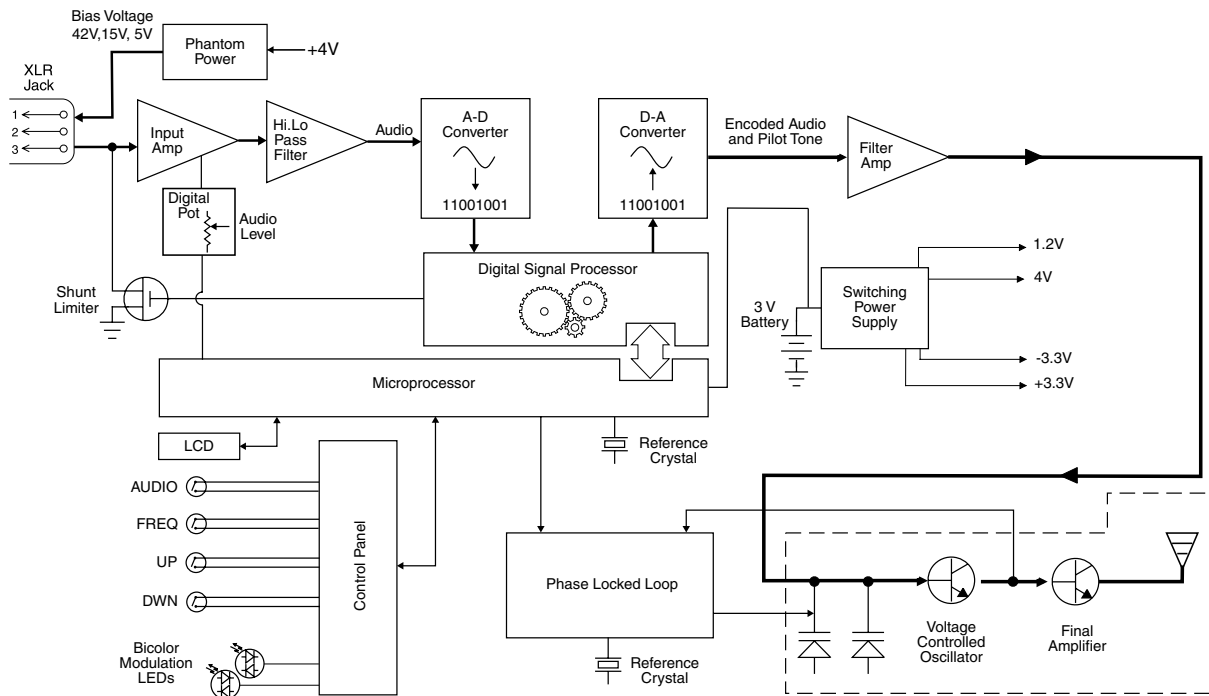 Bias Voltage
42V,15V, 5V
Phantom
Power
+4V
XLR
Jack
1
2
3
Input
Amp
Hi.Lo
Pass
Filter
Audio
A-D
Converter
11001001
D-A
Converter
11001001
Encoded Audio
and Pilot Tone
Filter
Amp
Digital
Pot
Audio
Level
Shunt
Limiter
Digital Signal Processor
3 V
Battery
Switching
Power
Supply
1.2V
4V
-3.3V
+3.3V
Microprocessor
LCD
Reference
Crystal
AUDIO
FREQ
UP
DWN
Bicolor
Modulation
LEDs
Control Panel
Phase Locked Loop
Reference
Crystal
Voltage
Controlled
Oscillator
Final
Amplifier